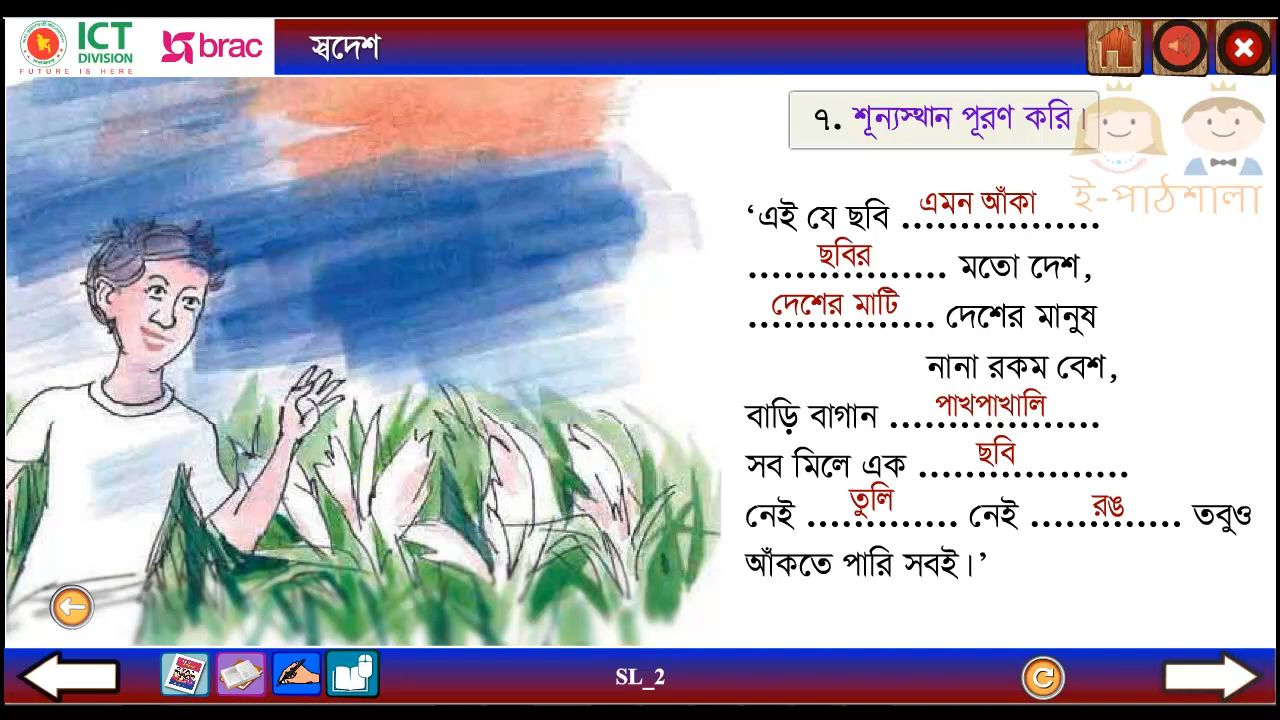 ICT
DIVISION
FUTURE IS HERE
brac
স্বদেশ
৭. শূন্যস্থান পূরণ করি।
ই-পাঠশালা
‘এই যে ছবি এমন আঁকা
ছবির মতো দেশ,
দেশের মাটি দেশের মানুষ
নানা রকম বেশ,
বাড়ি বাগান পাখপাখালি
সব মিলে এক ছবি
নেই তুলি নেই রঙ তবুও
আঁকতে পারি সবই।’
SL_2